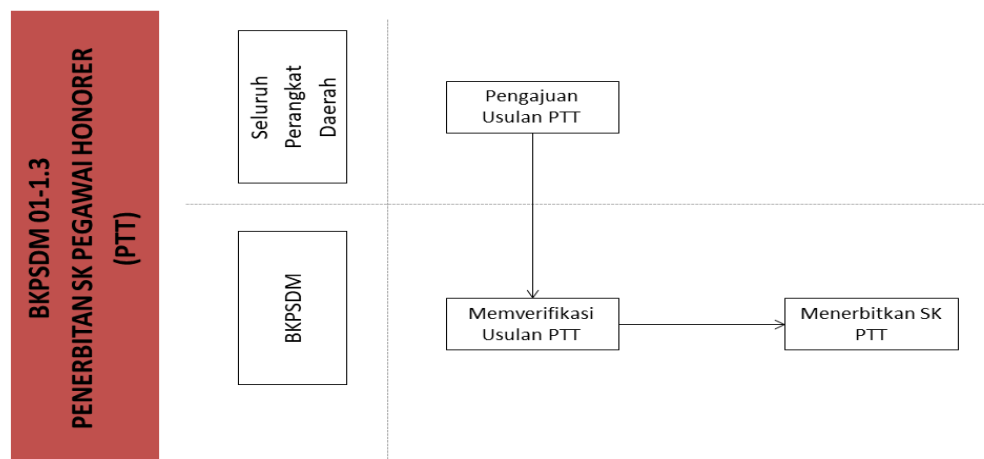 BKPSDM 01-1.3
PENERBITAN SK PEGAWAI HONORER
(PTT)
Seluruh
Perangkat
Daerah
Pengajuan
Usulan PTT
BKPSDM
Memverifikasi
Usulan PTT
Menerbitkan SK
PTT